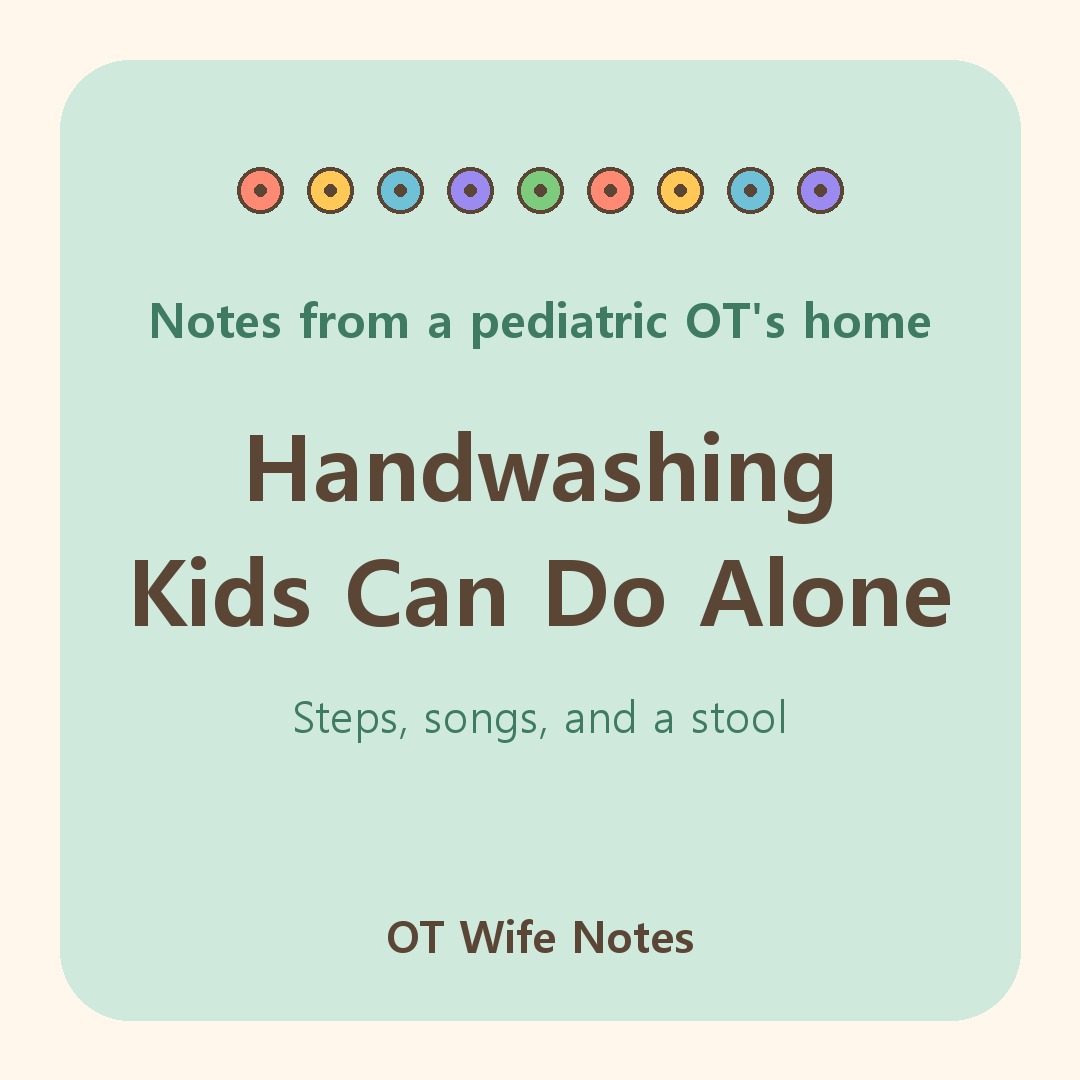 Notes from a pediatric OT's home
Handwashing
Kids Can Do Alone
Steps, songs, and a stool
OT Wife Notes